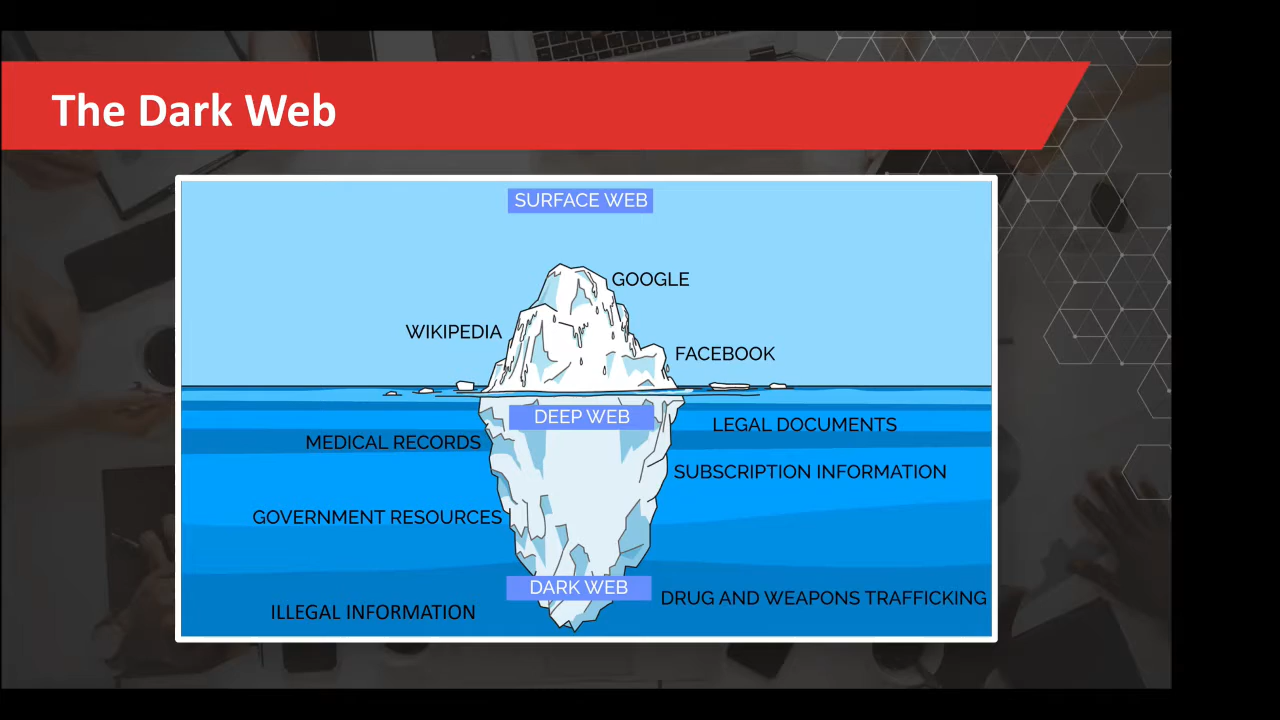 The Dark Web
SURFACE WEB
GOOGLE
WIKIPEDIA
FACEBOOK
DEEP WEB
LEGAL DOCUMENTS
MEDICAL RECORDS
SUBSCRIPTION INFORMATION
GOVERNMENT RESOURCES
DARK WEB
DRUG AND WEAPONS TRAFFICKING
ILLEGAL INFORMATION